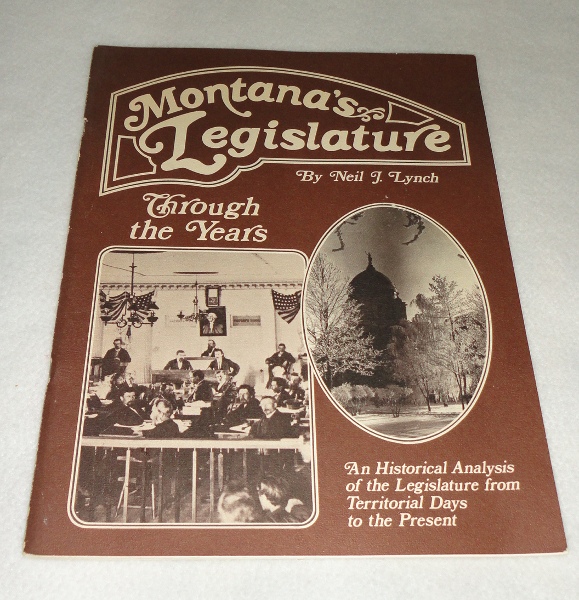 Montana's
Legislature
By Neil J. Lynch
Through
the Years
An Historical Analysis
of the Legislature from
Territorial Days
to the Present